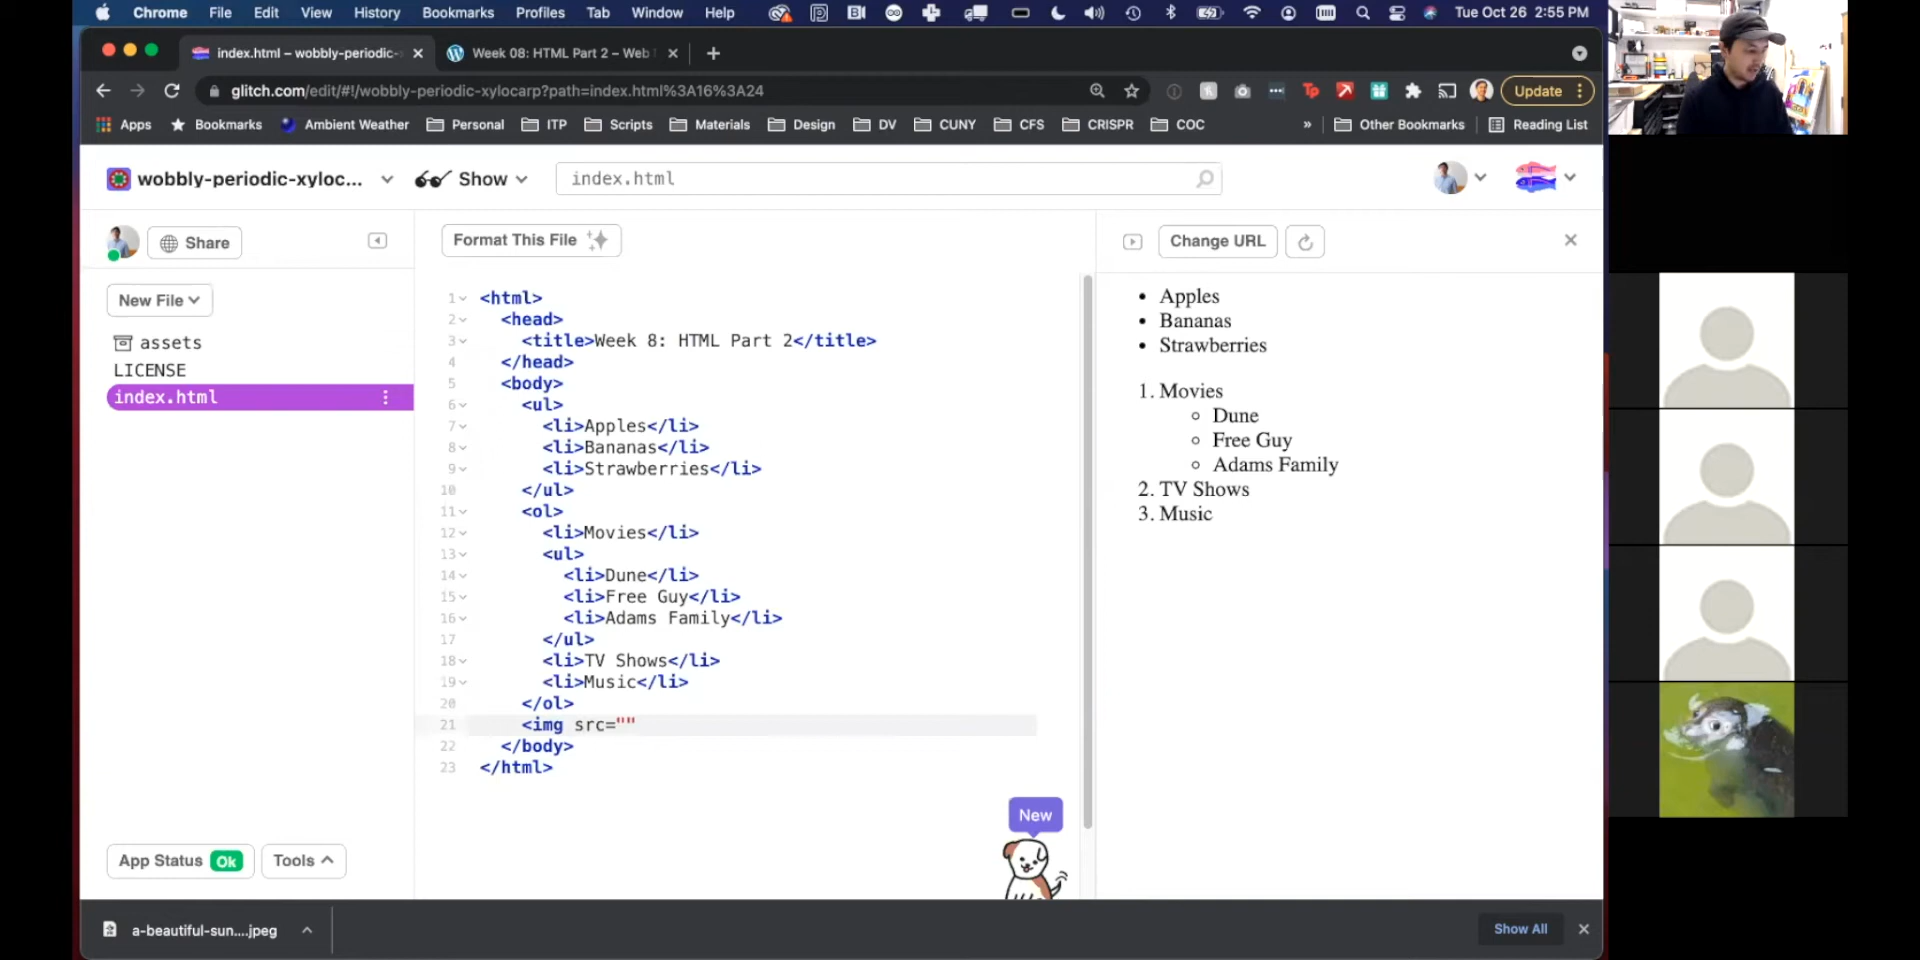 Chrome File Edit View History Bookmarks Profiles Tab Window Help Tue Oct 26 2:55 PM
index.html – wobbly-periodic- Week 08: HTML Part 2 – Web
glitch.com/edit/#!/wobbly-periodic-xylocarp?path=index.html%3A16%3A24 Update
Apps Bookmarks Ambient Weather Personal ITP Scripts Materials Design DV CUNY CFS CRISPR COC » Other Bookmarks Reading List
wobbly-periodic-xyloc... Show index.html
Share Format This File Change URL
New File
assets
LICENSE
index.html
1 <html>
2 <head>
3 <title>Week 8: HTML Part 2</title>
4 </head>
5 <body>
6 <ul>
7 <li>Apples</li>
8 <li>Bananas</li>
9 <li>Strawberries</li>
10 </ul>
11 <ol>
12 <li>Movies</li>
13 <ul>
14 <li>Dune</li>
15 <li>Free Guy</li>
16 <li>Adams Family</li>
17 </ul>
18 <li>TV Shows</li>
19 <li>Music</li>
20 </ol>
21 <img src=""
22 </body>
23 </html>
• Apples
• Bananas
• Strawberries
1. Movies
Dune
Free Guy
Adams Family
2. TV Shows
3. Music
New
App Status Ok Tools
a-beautiful-sun....jpeg Show All